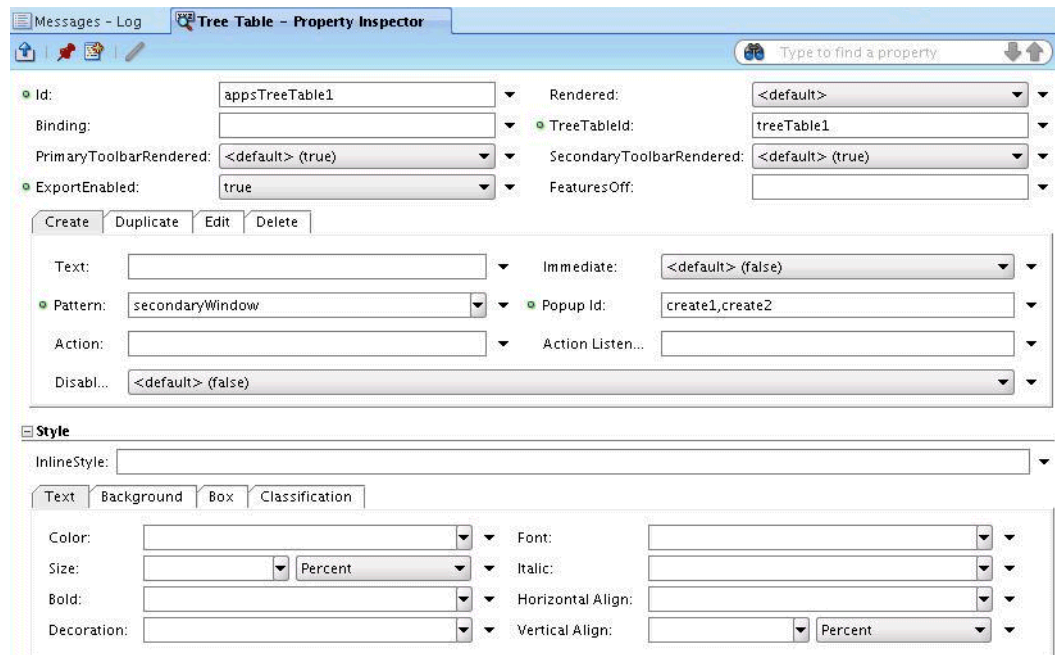 Messages - Log
Tree Table - Property Inspector
Type to find a property
Id: appsTreeTable1 Rendered: <default>
Binding: TreeTableId: treeTable1
PrimaryToolbarRendered: <default> (true) SecondaryToolbarRendered: <default> (true)
ExportEnabled: true FeaturesOff:
Create Duplicate Edit Delete
Text: Immediate: <default> (false)
Pattern: secondaryWindow Popup Id: create1,create2
Action: Action Listen...
Disabl... <default> (false)
Style
InlineStyle:
Text Background Box Classification
Color: Font:
Size: Percent Italic:
Bold: Horizontal Align:
Decoration: Vertical Align: Percent